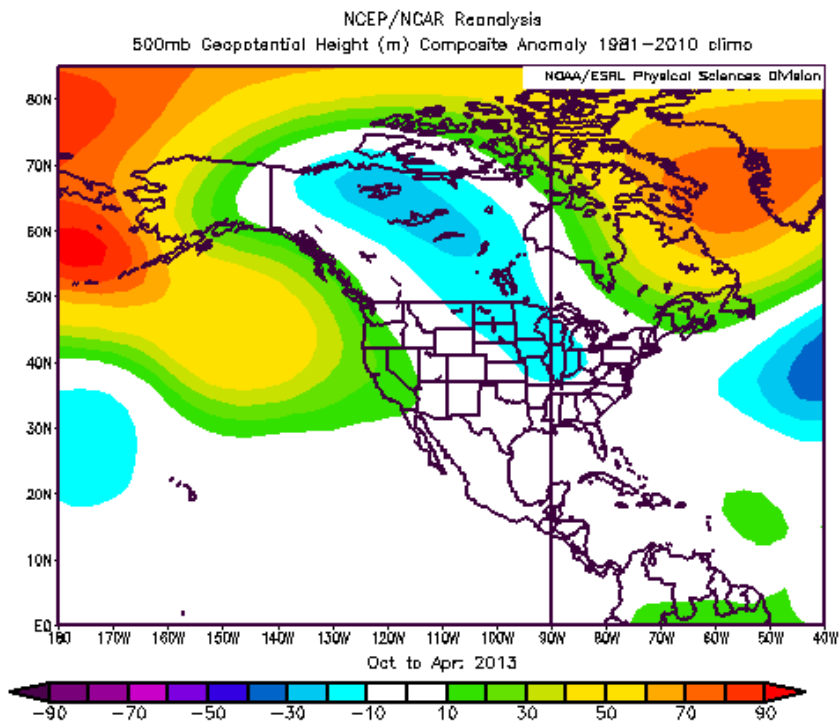 NCEP/NCAR Reanalysis
500mb Geopotential Height (m) Composite Anomaly 1981-2010 climo
NOAA/ESRL Physical Sciences Division
80N
70N
60N
50N
40N
30N
20N
10N
EQ
180 170W 160W 150W 140W 130W 120W 110W 100W 90W 80W 70W 60W 50W 40W
Oct to Apr: 2013
-90 -70 -50 -30 -10 10 30 50 70 90